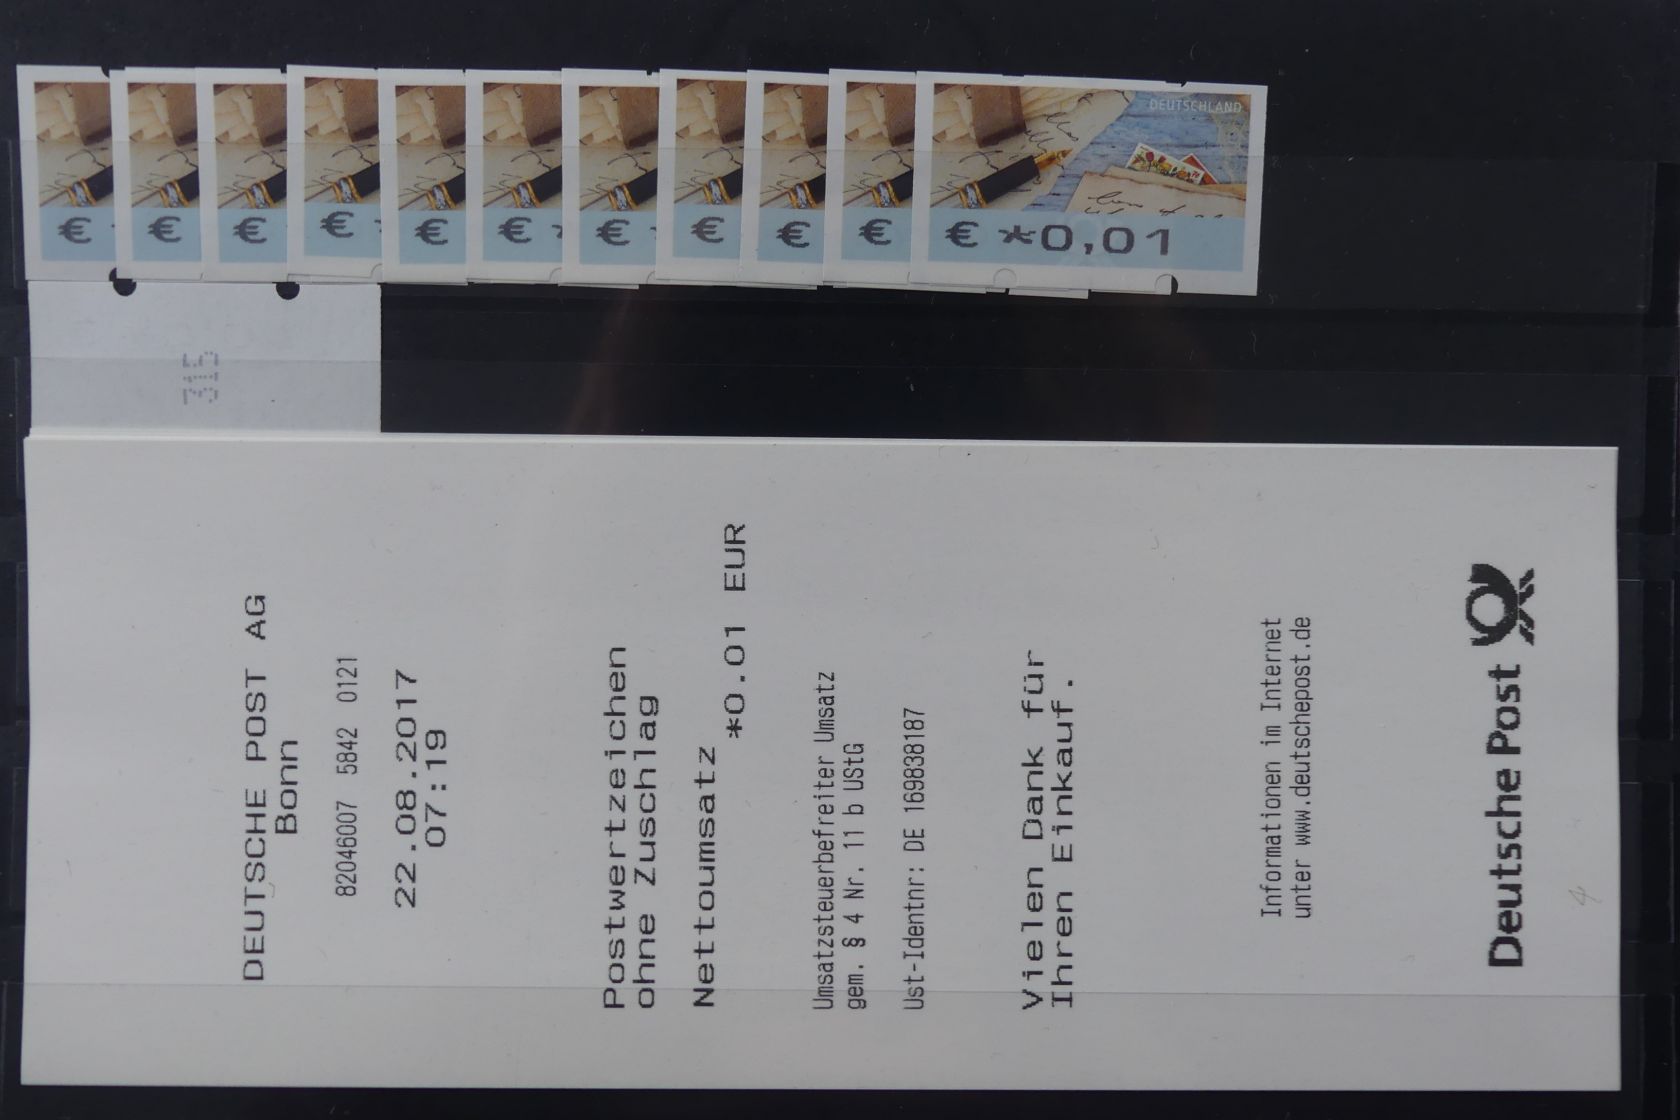 €
€
€
€
€
€
€
€
€
€
DEUTSCHLAND
€ *0,01
315
DEUTSCHE POST AG
Bonn
82046007 5842 0121
22.08.2017
07:19
Postwertzeichen
ohne Zuschlag
Nettoumsatz
*0.01 EUR
Umsatzsteuerbefreiter Umsatz
gem. § 4 Nr. 11 b UStG
Ust-Identnr: DE 169838187
Vielen Dank für
Ihren Einkauf.
Informationen im Internet
unter www.deutschepost.de
Deutsche Post